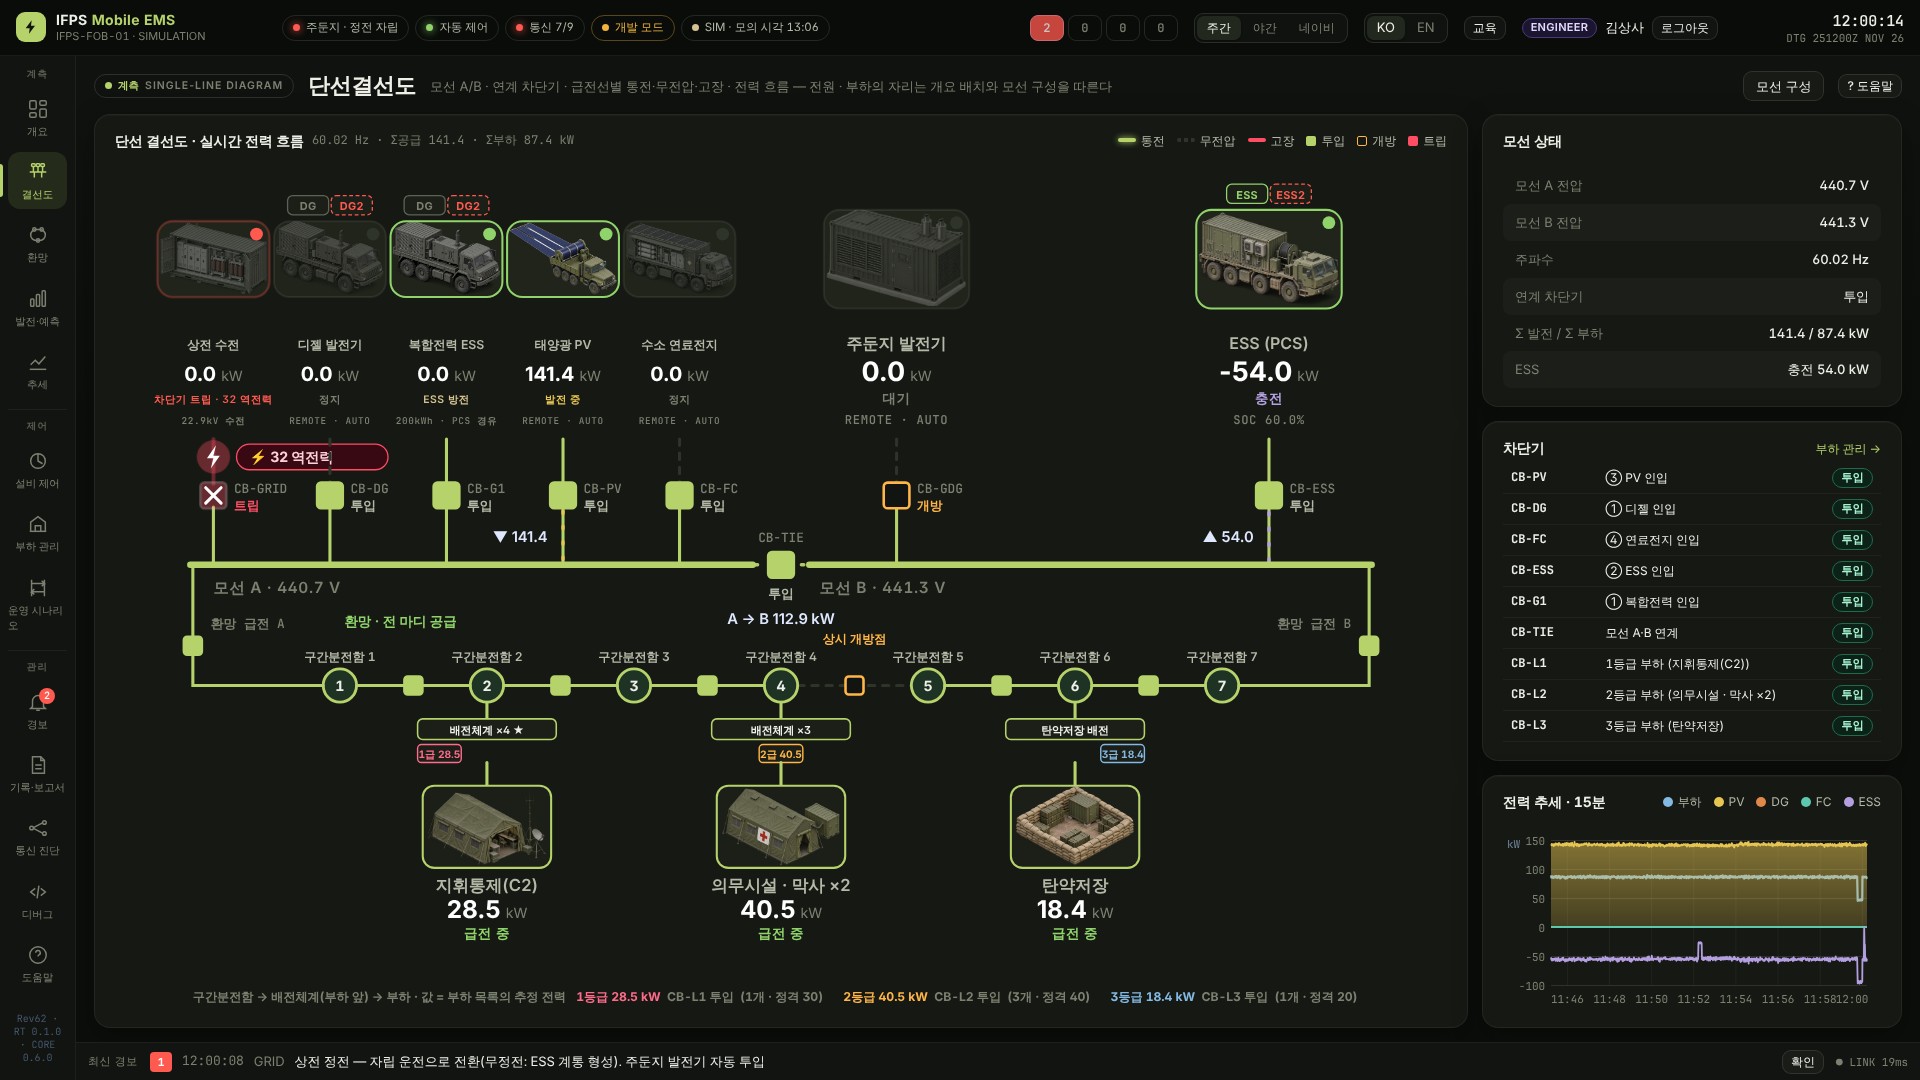 IFPS Mobile EMS
IFPS-FOB-01 · SIMULATION
주둔지 · 정전 자립
자동 제어
통신 7/9
개발 모드
SIM · 모의 시각 13:06
2 0 0 0
주간 야간 네이비
KO EN
교육
ENGINEER 김상사 로그아웃
12:00:14
DTG 251200Z NOV 26
계측
개요
결선도
환망
발전·예측
추세
제어
설비 제어
부하 관리
운영 시나리오
관리
2
경보
기록·보고서
통신 진단
디버그
도움말
Rev62 ·
RT 0.1.0
· CORE
0.6.0
계측 SINGLE-LINE DIAGRAM
단선결선도
모선 A/B · 연계 차단기 · 급전선별 통전·무전압·고장 · 전력 흐름 — 전원 · 부하의 자리는 개요 배치와 모선 구성을 따른다
모선 구성
? 도움말
단선 결선도 · 실시간 전력 흐름 60.02 Hz · Σ공급 141.4 · Σ부하 87.4 kW
통전 무전압 고장 투입 개방 트립
DG DG2 DG DG2 ESS ESS2
상전 수전 디젤 발전기 복합전력 ESS 태양광 PV 수소 연료전지 주둔지 발전기 ESS (PCS)
0.0 kW 0.0 kW 0.0 kW 141.4 kW 0.0 kW 0.0 kW -54.0 kW
차단기 트립 · 32 역전력 정지 ESS 방전 발전 중 정지 대기 충전
22.9kV 수전 REMOTE · AUTO 200kWh · PCS 경유 REMOTE · AUTO REMOTE · AUTO REMOTE · AUTO SOC 60.0%
⚡ 32 역전력
CB-GRID CB-DG CB-G1 CB-PV CB-FC CB-GDG CB-ESS
트립 투입 투입 투입 투입 개방 투입
▼ 141.4 CB-TIE ▲ 54.0
모선 A · 440.7 V 투입 모선 B · 441.3 V
환망 급전 A 환망 · 전 마디 공급 A → B 112.9 kW 환망 급전 B
상시 개방점
구간분전함 1 구간분전함 2 구간분전함 3 구간분전함 4 구간분전함 5 구간분전함 6 구간분전함 7
1 2 3 4 5 6 7
배전체계 ×4 ★ 배전체계 ×3 탄약저장 배전
1급 28.5 2급 40.5 3급 18.4
지휘통제(C2) 의무시설 · 막사 ×2 탄약저장
28.5 kW 40.5 kW 18.4 kW
급전 중 급전 중 급전 중
구간분전함 → 배전체계(부하 앞) → 부하 · 값 = 부하 목록의 추정 전력 1등급 28.5 kW CB-L1 투입 (1개 · 정격 30) 2등급 40.5 kW CB-L2 투입 (3개 · 정격 40) 3등급 18.4 kW CB-L3 투입 (1개 · 정격 20)
모선 상태
모선 A 전압 440.7 V
모선 B 전압 441.3 V
주파수 60.02 Hz
연계 차단기 투입
Σ 발전 / Σ 부하 141.4 / 87.4 kW
ESS 충전 54.0 kW
차단기 부하 관리 →
CB-PV ③ PV 인입 투입
CB-DG ① 디젤 인입 투입
CB-FC ④ 연료전지 인입 투입
CB-ESS ② ESS 인입 투입
CB-G1 ① 복합전력 인입 투입
CB-TIE 모선 A·B 연계 투입
CB-L1 1등급 부하 (지휘통제(C2)) 투입
CB-L2 2등급 부하 (의무시설 · 막사 ×2) 투입
CB-L3 3등급 부하 (탄약저장) 투입
전력 추세 · 15분 부하 PV DG FC ESS
kW 150
100
50
0
-50
-100
11:46 11:48 11:50 11:52 11:54 11:56 11:58 12:00
최신 경보 1 12:00:08 GRID 상전 정전 — 자립 운전으로 전환(무정전: ESS 계통 형성). 주둔지 발전기 자동 투입
확인
LINK 19ms